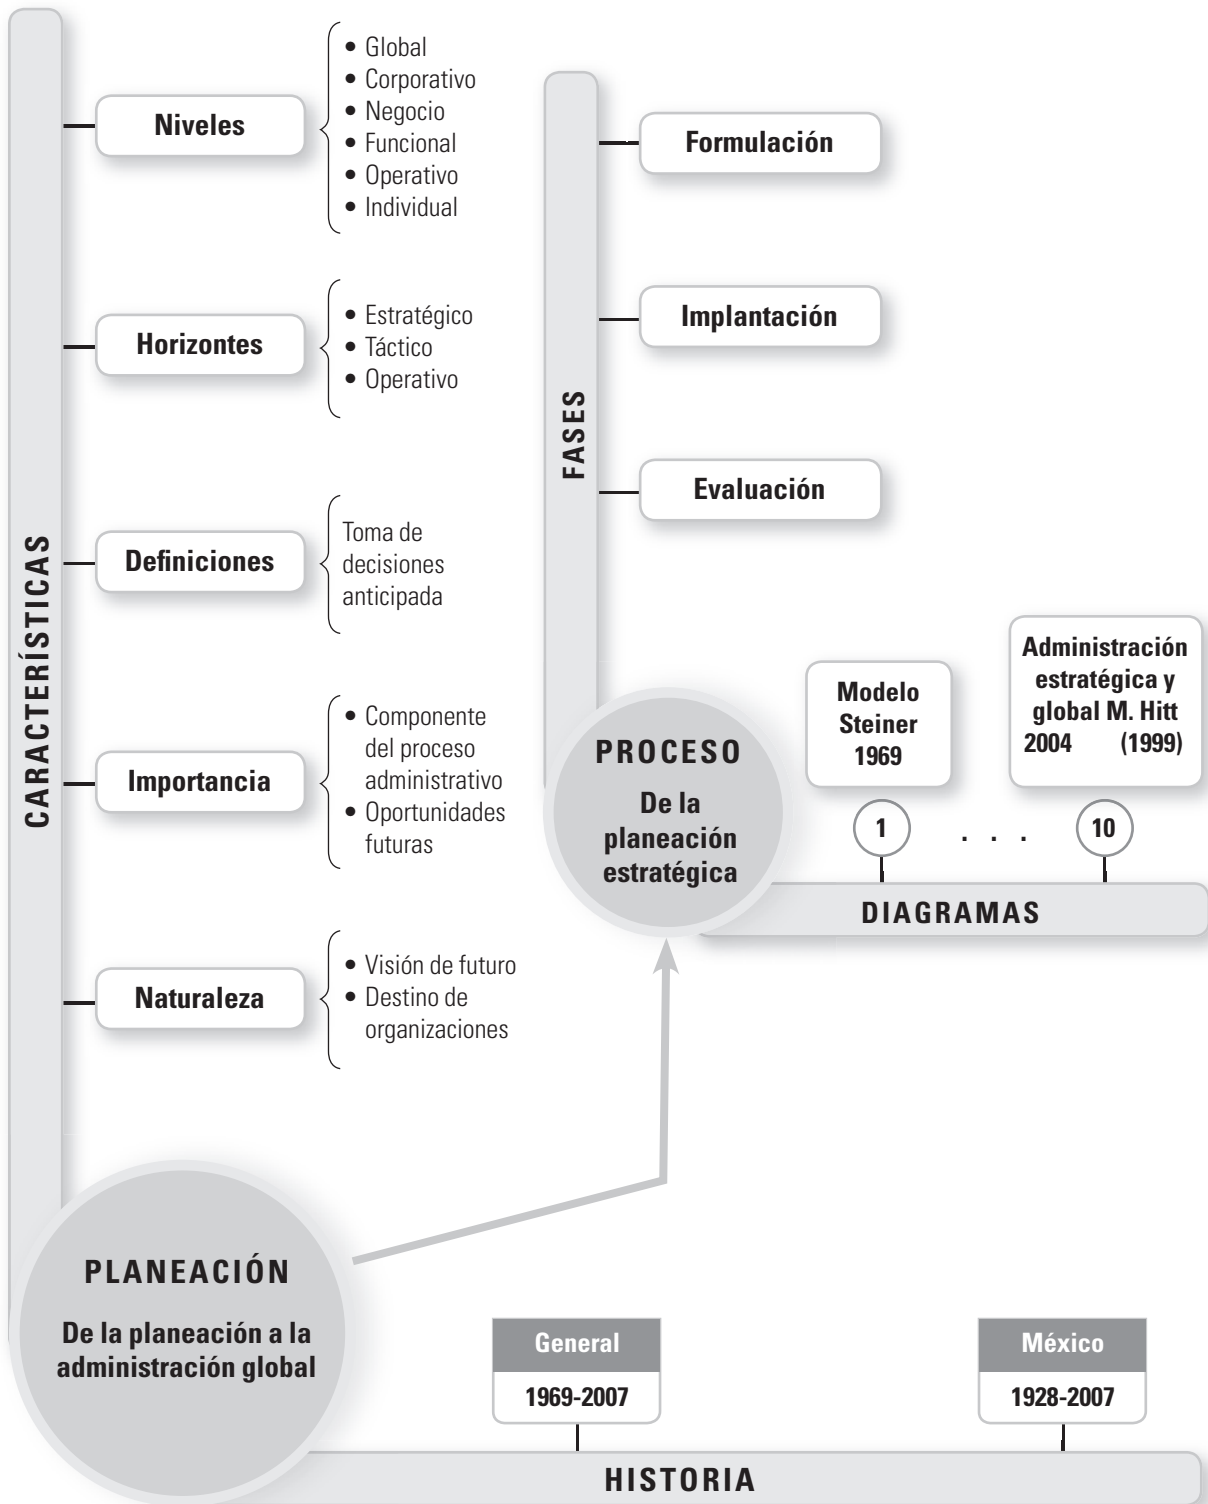 CARACTERÍSTICAS
Niveles
• Global
• Corporativo
• Negocio
• Funcional
• Operativo
• Individual
Horizontes
• Estratégico
• Táctico
• Operativo
Definiciones
Toma de
decisiones
anticipada
Importancia
• Componente
del proceso
administrativo
• Oportunidades
futuras
Naturaleza
• Visión de futuro
• Destino de
organizaciones
FASES
Formulación
Implantación
Evaluación
PROCESO
De la
planeación
estratégica
Modelo
Steiner
1969
Administración
estratégica y
global M. Hitt
2004 (1999)
1 . . . 10
DIAGRAMAS
PLANEACIÓN
De la planeación a la
administración global
General
1969-2007
México
1928-2007
HISTORIA